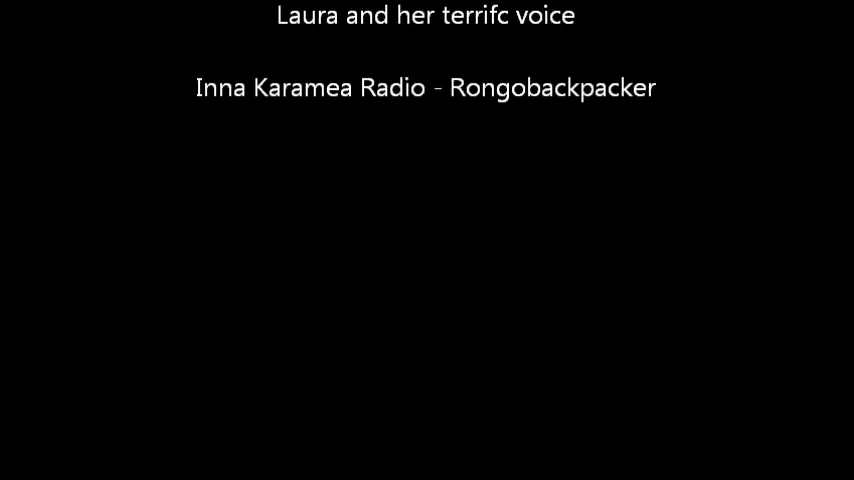 Laura and her terrifc voice
Inna Karamea Radio - Rongobackpacker